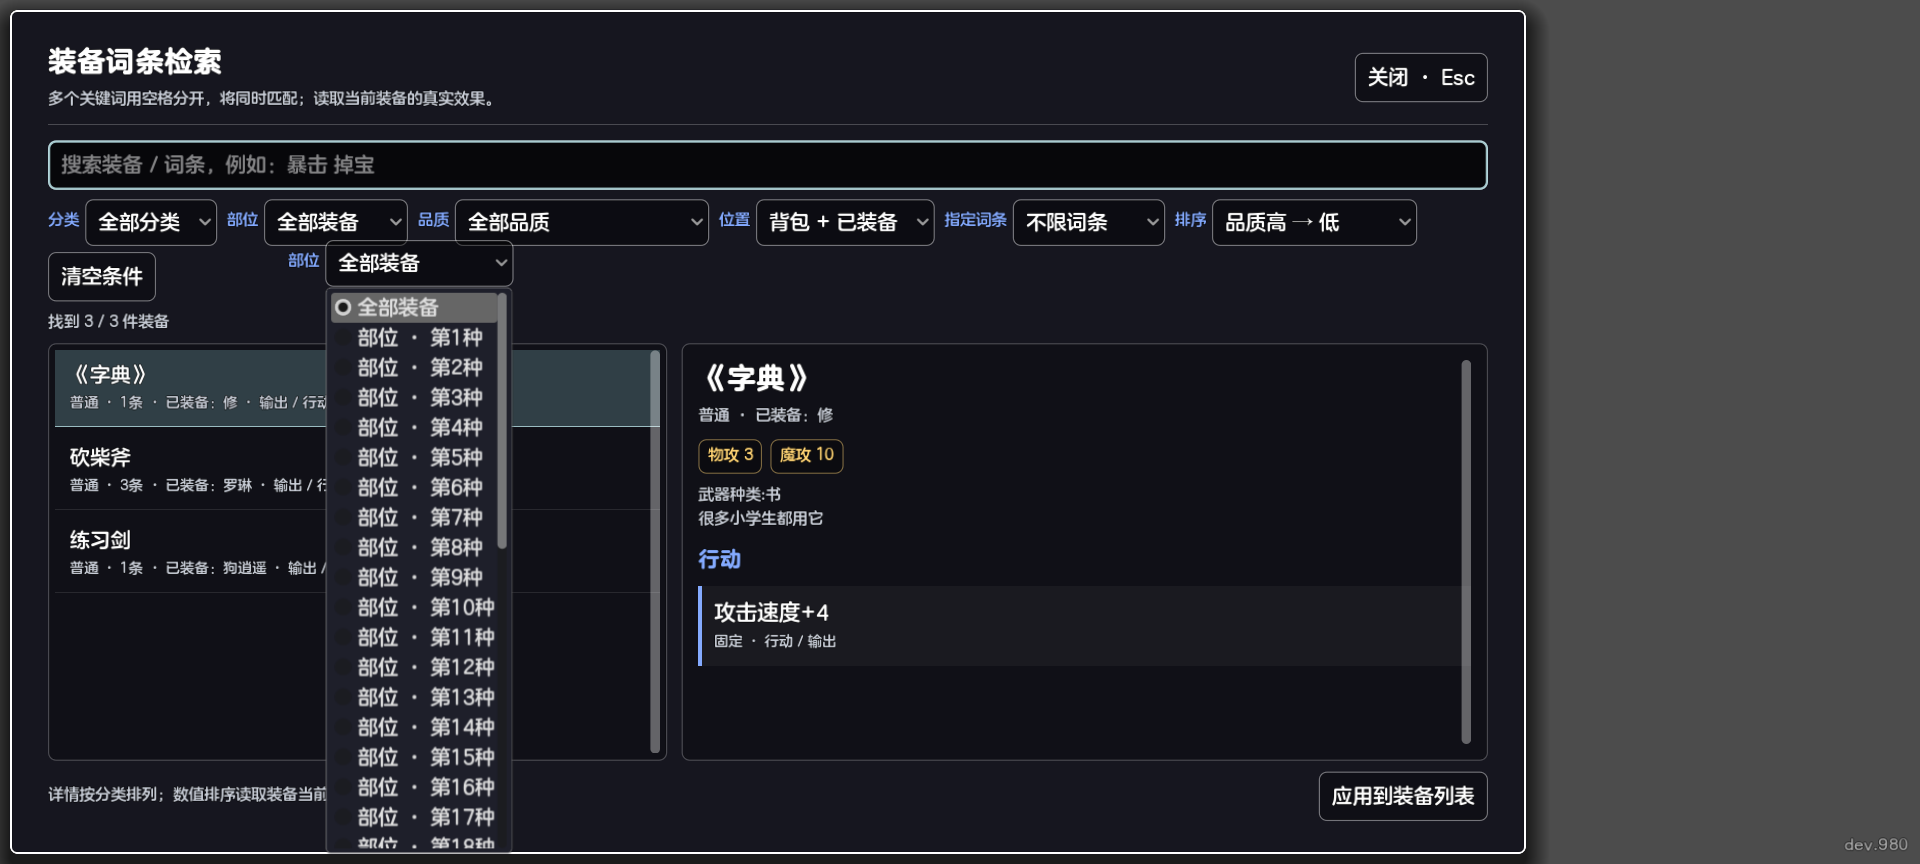 装备词条检索
多个关键词用空格分开，将同时匹配；读取当前装备的真实效果。
关闭 · Esc
搜索装备 / 词条，例如：暴击 掉宝
分类 全部分类 部位 全部装备 品质 全部品质 位置 背包 + 已装备 指定词条 不限词条 排序 品质高 → 低
清空条件
部位 全部装备
全部装备
部位 · 第1种
部位 · 第2种
部位 · 第3种
部位 · 第4种
部位 · 第5种
部位 · 第6种
部位 · 第7种
部位 · 第8种
部位 · 第9种
部位 · 第10种
部位 · 第11种
部位 · 第12种
部位 · 第13种
部位 · 第14种
部位 · 第15种
部位 · 第16种
部位 · 第17种
部位 · 第18种
找到 3 / 3 件装备
《字典》
普通 · 1条 · 已装备：修 · 输出 / 行动
砍柴斧
普通 · 3条 · 已装备：罗琳 · 输出 / 行
练习剑
普通 · 1条 · 已装备：狗逍遥 · 输出 /
《字典》
普通 · 已装备：修
物攻 3 魔攻 10
武器种类:书
很多小学生都用它
行动
攻击速度+4
固定 · 行动 / 输出
详情按分类排列；数值排序读取装备当前
应用到装备列表
dev.980